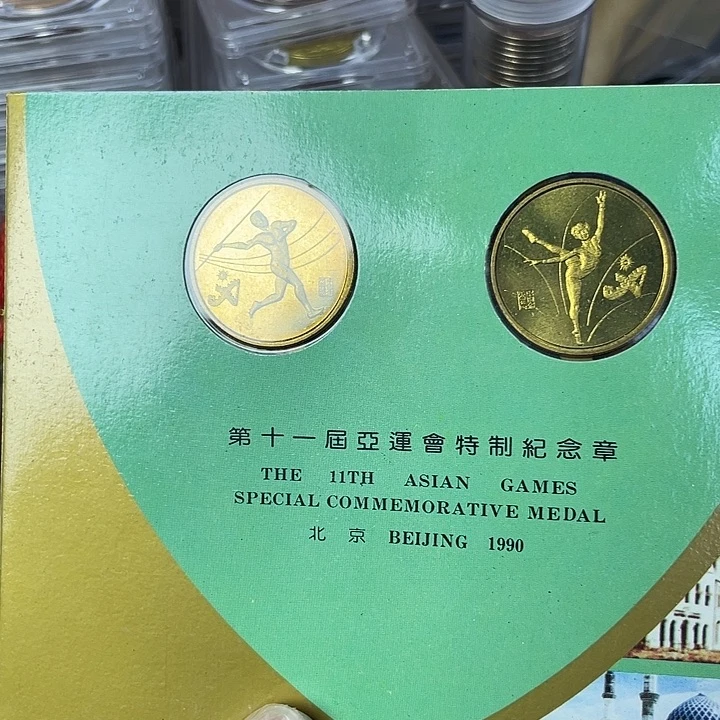 第十一屆亞運會特制紀念章
THE 11TH ASIAN GAMES
SPECIAL COMMEMORATIVE MEDAL
北京 BEIJING 1990